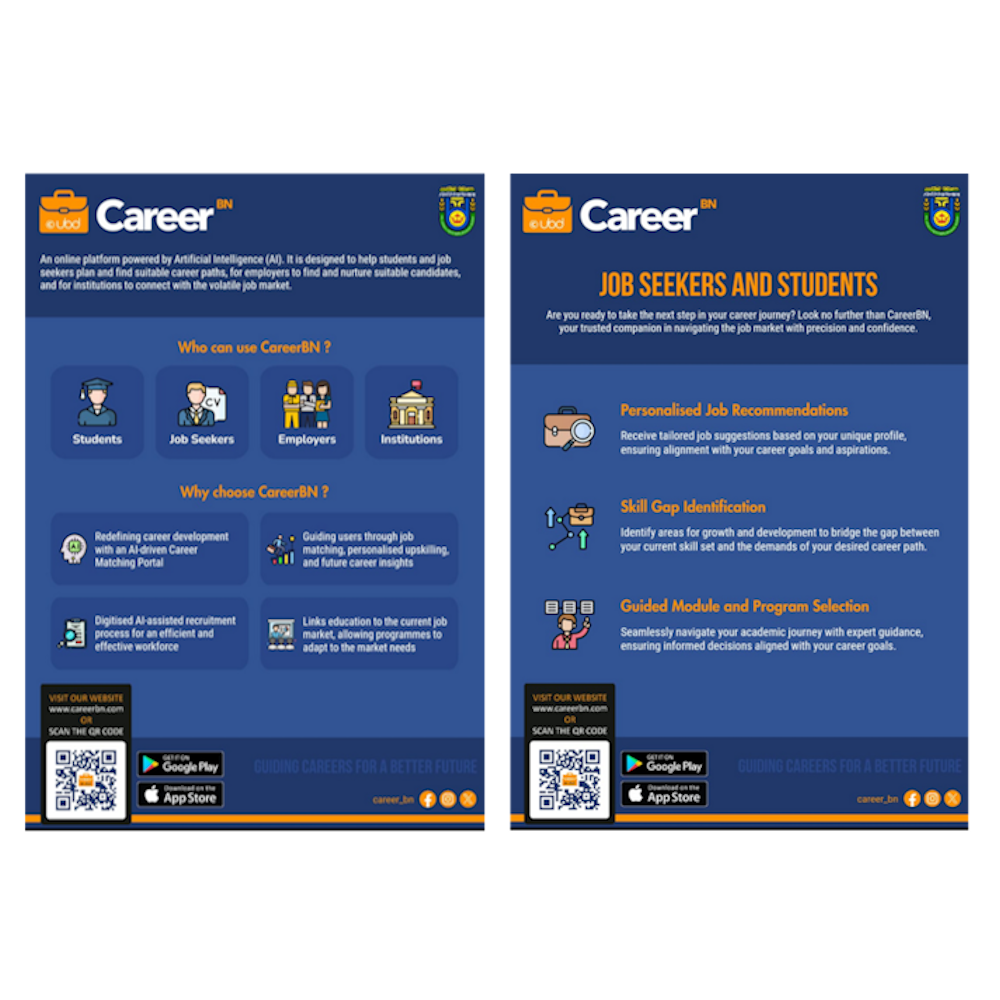 Career BN
© ubd
An online platform powered by Artificial Intelligence (AI). It is designed to help students and job
seekers plan and find suitable career paths, for employers to find and nurture suitable candidates,
and for institutions to connect with the volatile job market.
Who can use CareerBN ?
Students
CV
Job Seekers
Employers
Institutions
Why choose CareerBN ?
Redefining career development
with an AI-driven Career
Matching Portal
Guiding users through job
matching, personalised upskilling,
and future career insights
Digitised AI-assisted recruitment
process for an efficient and
effective workforce
Links education to the current job
market, allowing programmes to
adapt to the market needs
VISIT OUR WEBSITE
www.careerbn.com
OR
SCAN THE QR CODE
GET IT ON
Google Play
Download on the
App Store
GUIDING CAREERS FOR A BETTER FUTURE
career_bn
Career BN
© ubd
JOB SEEKERS AND STUDENTS
Are you ready to take the next step in your career journey? Look no further than CareerBN,
your trusted companion in navigating the job market with precision and confidence.
Personalised Job Recommendations
Receive tailored job suggestions based on your unique profile,
ensuring alignment with your career goals and aspirations.
Skill Gap Identification
Identify areas for growth and development to bridge the gap between
your current skill set and the demands of your desired career path.
Guided Module and Program Selection
Seamlessly navigate your academic journey with expert guidance,
ensuring informed decisions aligned with your career goals.
VISIT OUR WEBSITE
www.careerbn.com
OR
SCAN THE QR CODE
GET IT ON
Google Play
Download on the
App Store
GUIDING CAREERS FOR A BETTER FUTURE
career_bn